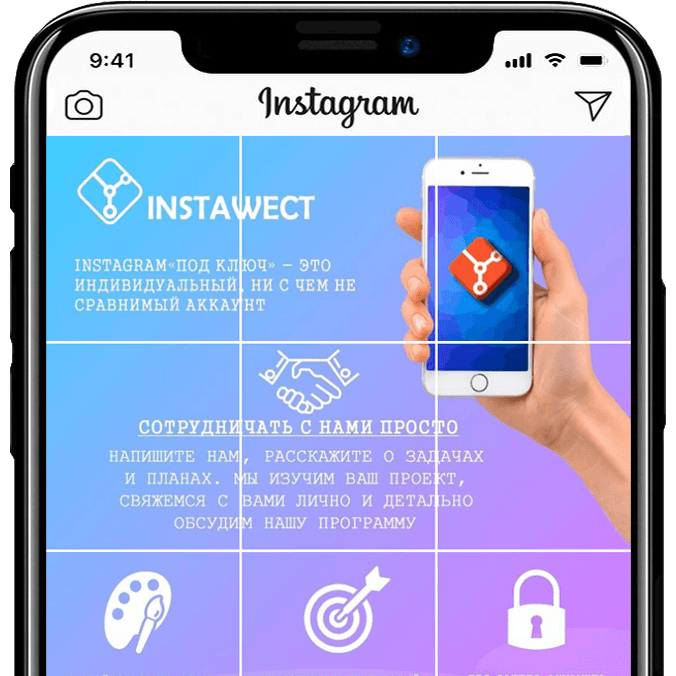 9:41
Instagram
INSTAWECT
INSTAGRAM«ПОД КЛЮЧ» — ЭТО
ИНДИВИДУАЛЬНЫЙ, НИ С ЧЕМ НЕ
СРАВНИМЫЙ АККАУНТ
СОТРУДНИЧАТЬ С НАМИ ПРОСТО
НАПИШИТЕ НАМ, РАССКАЖИТЕ О ЗАДАЧАХ
И ПЛАНАХ. МЫ ИЗУЧИМ ВАШ ПРОЕКТ,
СВЯЖЕМСЯ С ВАМИ ЛИЧНО И ДЕТАЛЬНО
ОБСУДИМ НАШУ ПРОГРАММУ